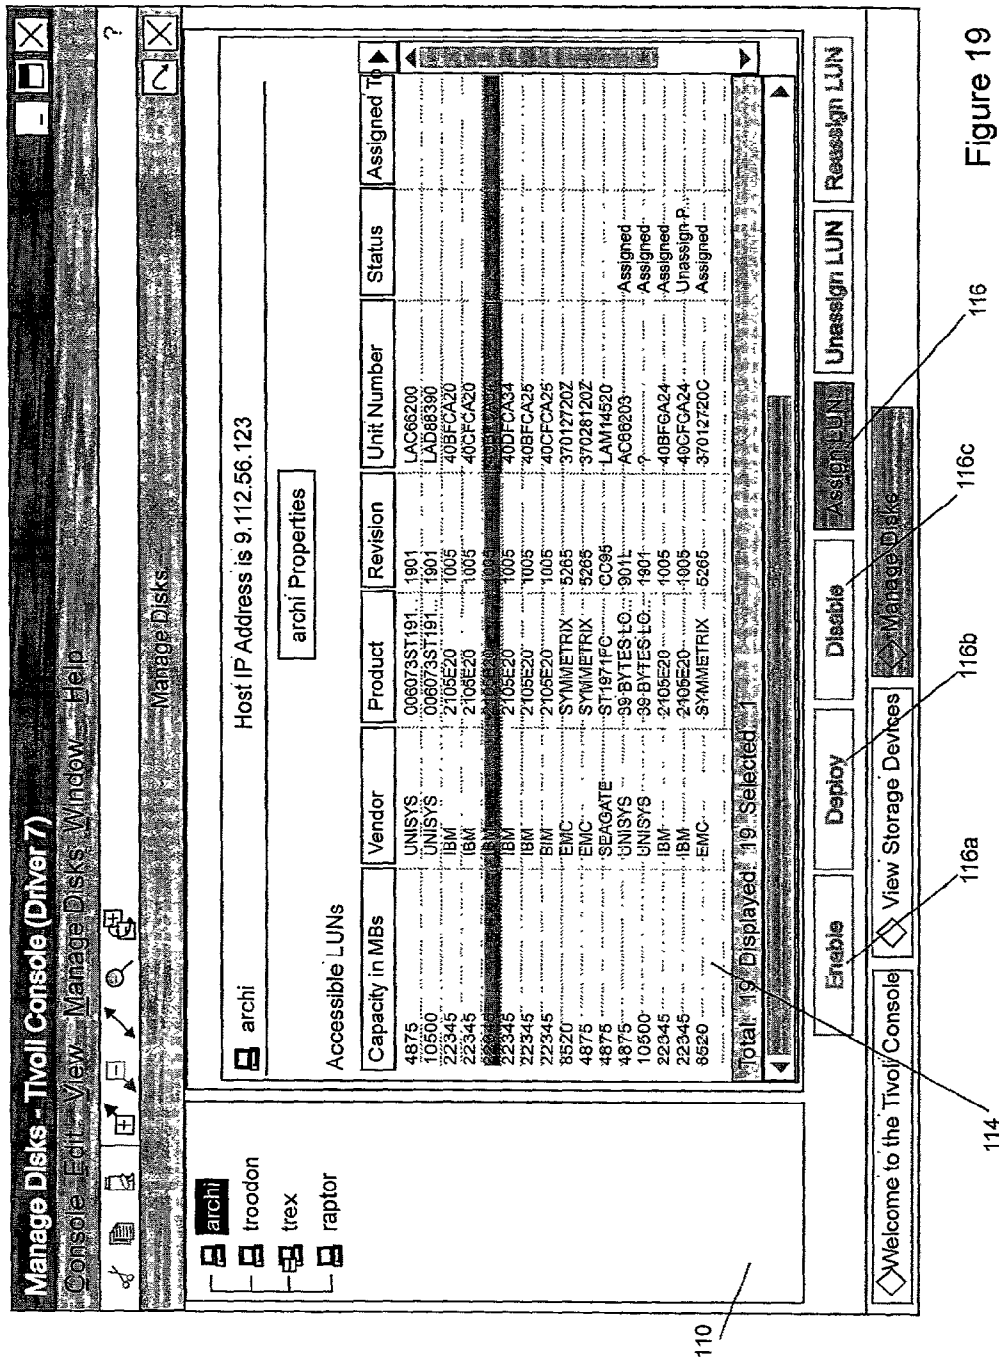 Manage Disks - Tivoli Console (Driver 7)
Console Edit View Manage Disks Window Help
?
Manage Disks
archi
troodon
trex
raptor
archi Host IP Address is 9.112.56.123
archi Properties
Accessible LUNs
Capacity in MBs Vendor Product Revision Unit Number Status Assigned To
4875 UNISYS 006073ST191... 1901 LAC66200
10500 UNISYS 006073ST191... 1901 LAD88390
22345 IBM 2105E20 1005 40BFCA20
22345 IBM 2105E20 1005 40CFCA20
IBM 2105E20 1005
22345 IBM 2105E20 1005 40DFCA34
22345 IBM 2105E20 1005 40BFCA25
22345 BIM 2105E20 1005 40CFCA25
8520 EMC SYMMETRIX 5265 37012720Z
4875 EMC SYMMETRIX 5265 37028120Z
4875 SEAGATE ST1971FC CC95 LAM14520
4875 UNISYS 39 BYTES LO... 901L AC66203 Assigned
10500 UNISYS 39 BYTES LO... 1901 ? Assigned
22345 IBM 2105E20 1005 40BFGA24 Assigned
22345 IBM 2105E20 1005 40CFGA24 Unassign P...
8520 EMC SYMMETRIX 5265 37012720C Assigned
Total: 19 Displayed: 19 Selected: 1
Enable Deploy Disable Assign LUN Unassign LUN Reassign LUN
Welcome to the Tivoli Console View Storage Devices Manage Disks
110
114
116a
116b
116c
116
Figure 19